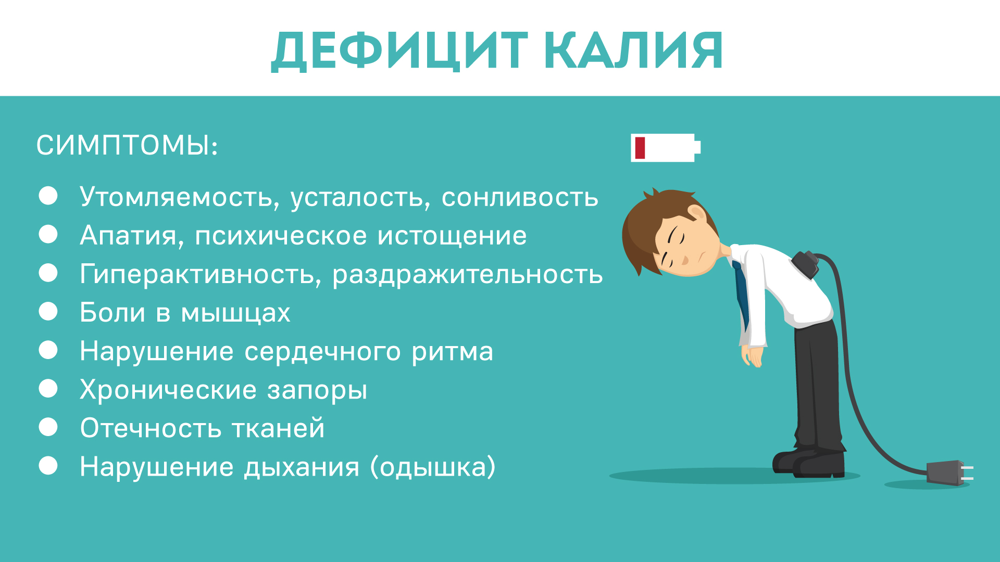 ДЕФИЦИТ КАЛИЯ
СИМПТОМЫ:
● Утомляемость, усталость, сонливость
● Апатия, психическое истощение
● Гиперактивность, раздражительность
● Боли в мышцах
● Нарушение сердечного ритма
● Хронические запоры
● Отечность тканей
● Нарушение дыхания (одышка)